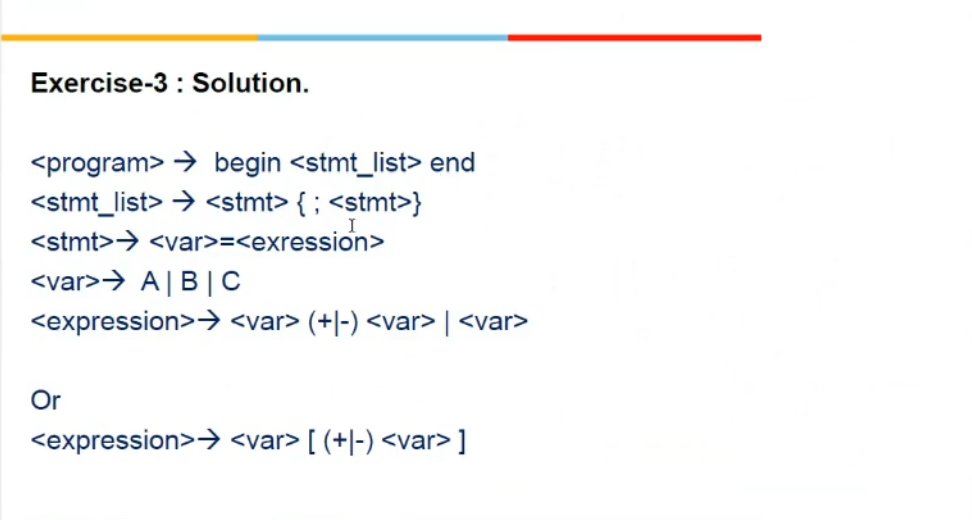 Exercise-3 : Solution.
<program> → begin <stmt_list> end
<stmt_list> → <stmt> { ; <stmt>}
<stmt>→ <var>=<exression>
<var>→ A | B | C
<expression>→ <var> (+|-) <var> | <var>
Or
<expression>→ <var> [ (+|-) <var> ]